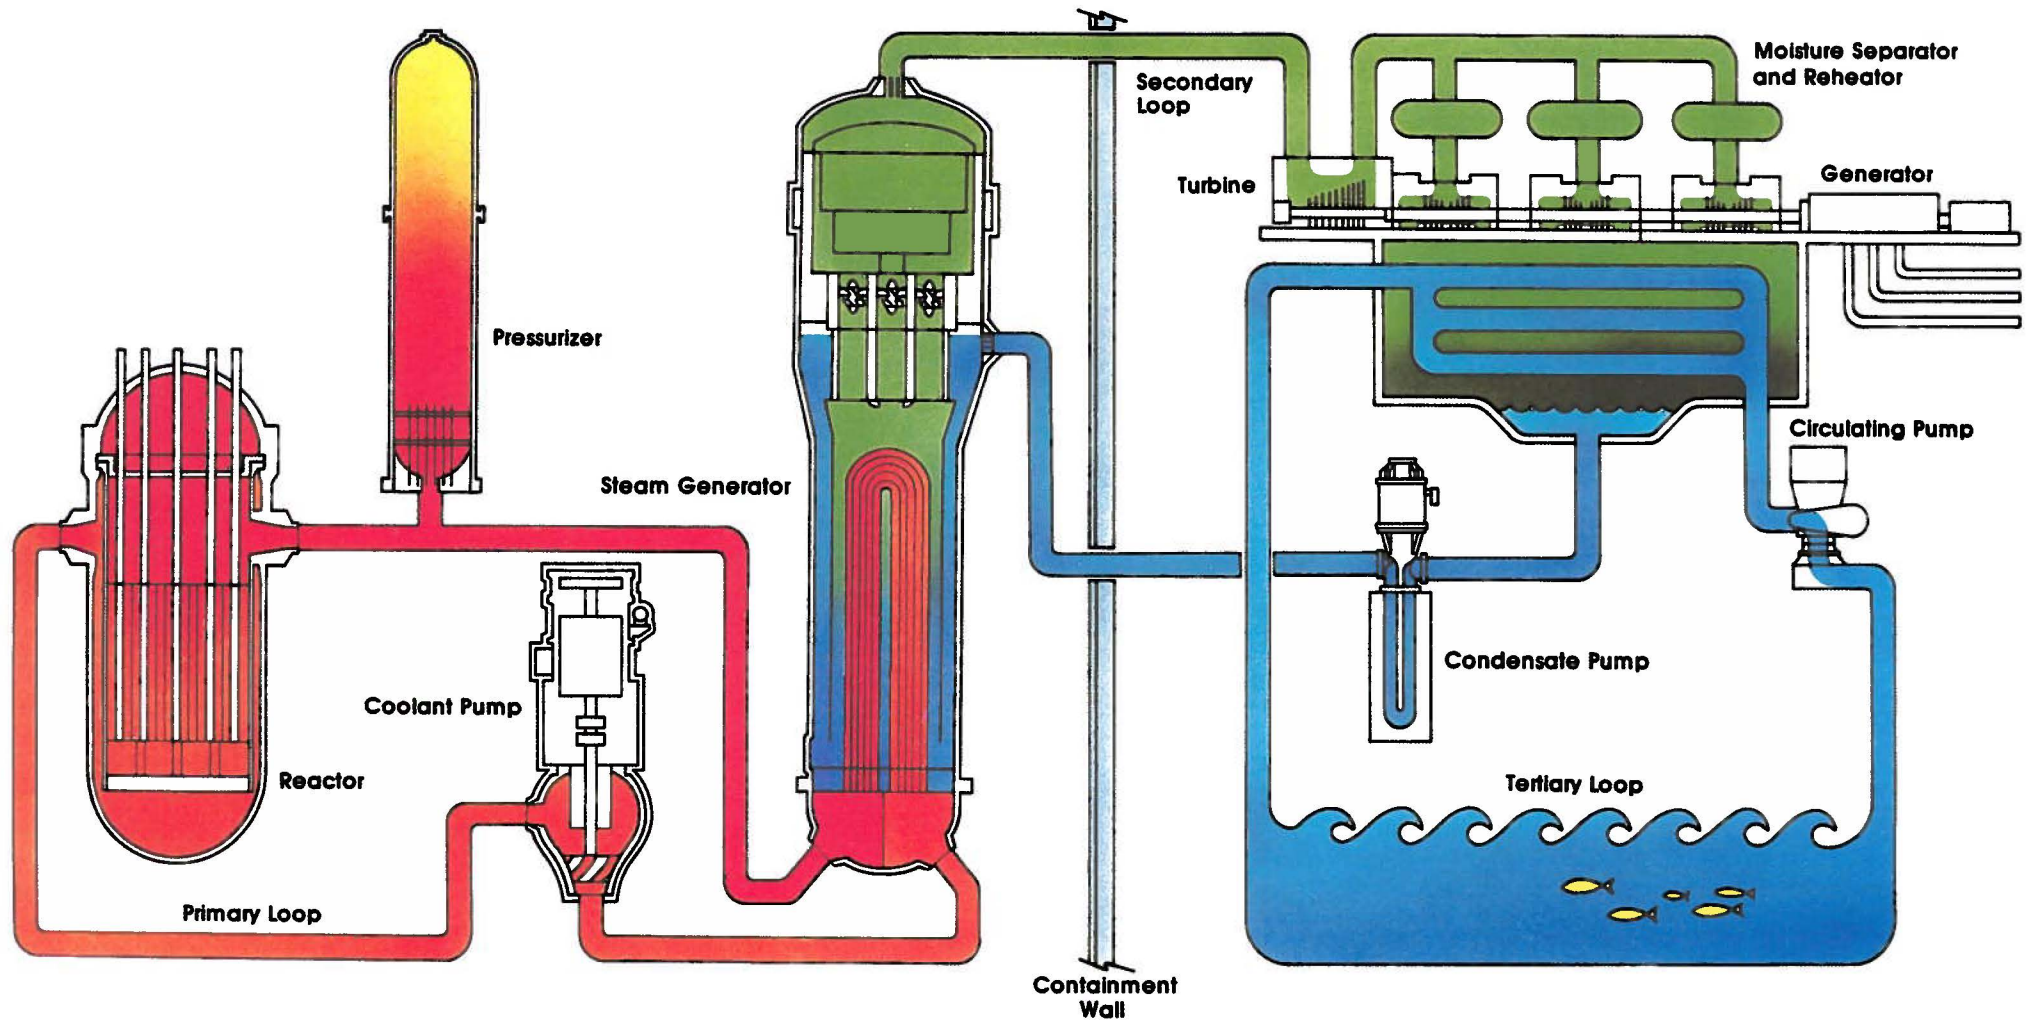 Moisture Separator
and Reheator
Secondary
Loop
Turbine
Generator
Pressurizer
Circulating Pump
Steam Generator
Condensate Pump
Coolant Pump
Reactor
Tertiary Loop
Primary Loop
Containment
Wall